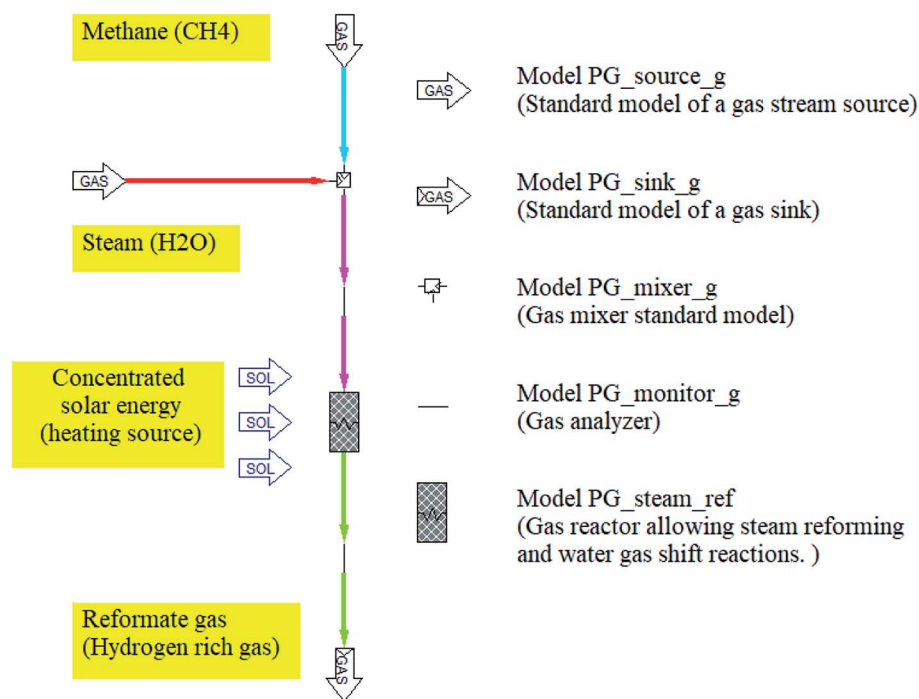 Methane (CH4)
GAS
GAS
Steam (H2O)
Concentrated
solar energy
(heating source)
SOL
SOL
SOL
Reformate gas
(Hydrogen rich gas)
GAS
GAS
Model PG_source_g
(Standard model of a gas stream source)
GAS
Model PG_sink_g
(Standard model of a gas sink)
Model PG_mixer_g
(Gas mixer standard model)
Model PG_monitor_g
(Gas analyzer)
Model PG_steam_ref
(Gas reactor allowing steam reforming
and water gas shift reactions. )